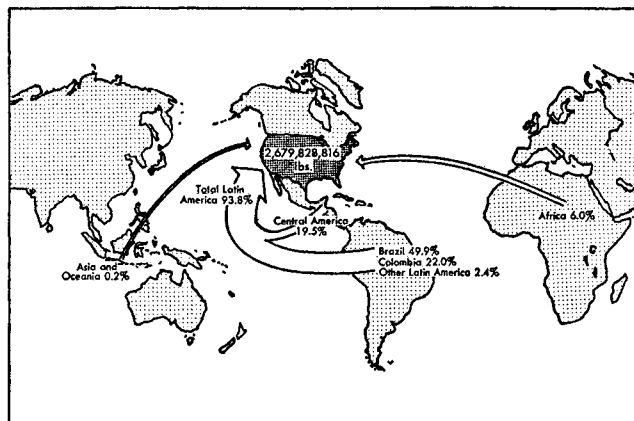 2,679,828,816
lbs.
Total Latin
America 93.8%
Central America
19.5%
Africa 6.0%
Brazil 49.9%
Colombia 22.0%
Other Latin America 2.4%
Asia and
Oceania 0.2%